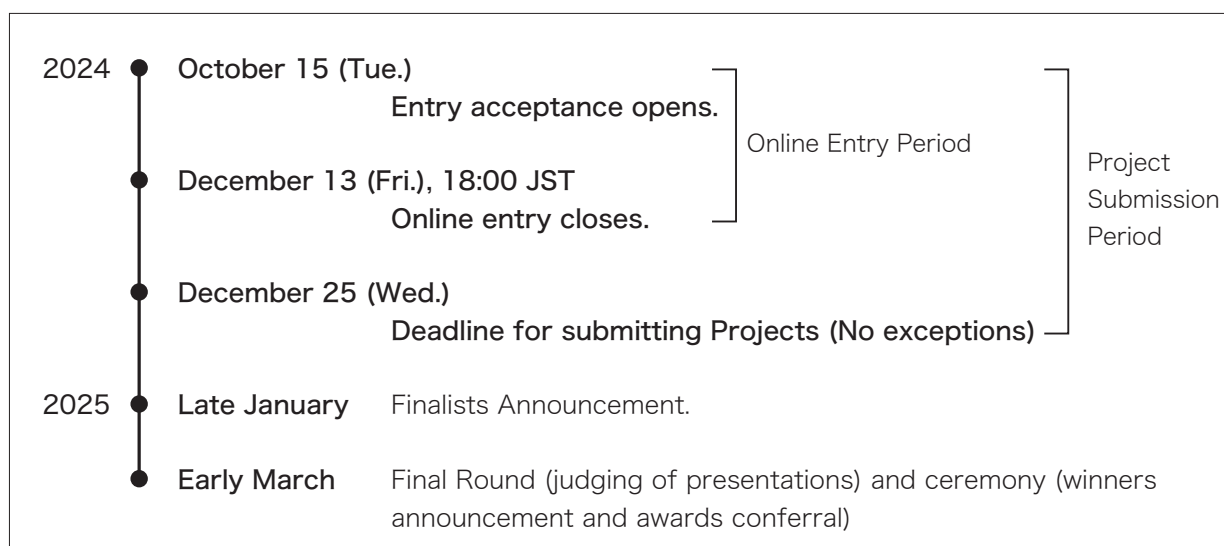 2024 October 15 (Tue.)
Entry acceptance opens.
Online Entry Period
December 13 (Fri.), 18:00 JST
Online entry closes.
Project
Submission
Period
December 25 (Wed.)
Deadline for submitting Projects (No exceptions)
2025 Late January Finalists Announcement.
Early March Final Round (judging of presentations) and ceremony (winners
announcement and awards conferral)